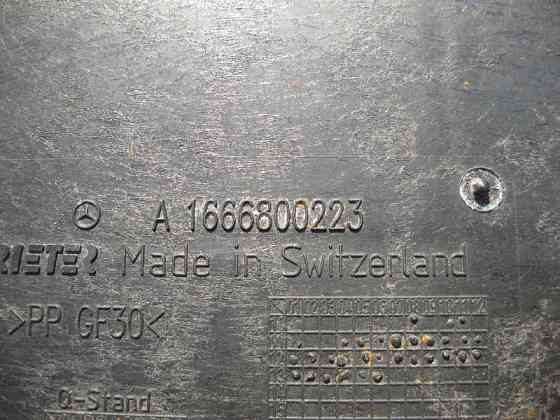 A 1666800223
RIETER Made in Switzerland
>PP GF30<
Q-Stand